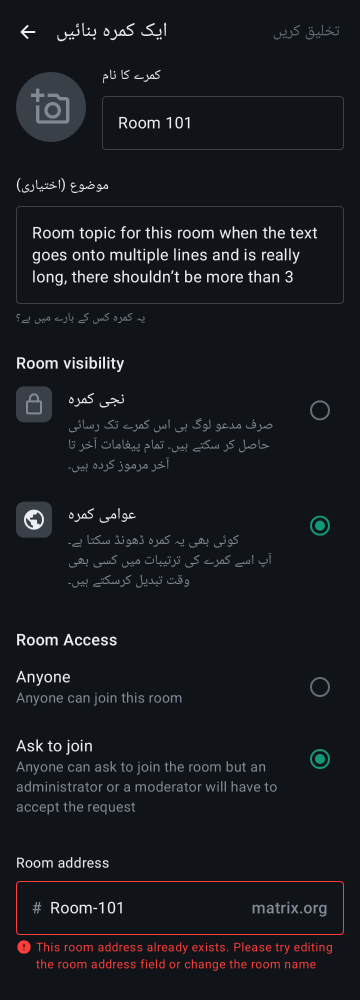 ایک کمرہ بنائیں
تخلیق کریں
کمرے کا نام
Room 101
موضوع (اختیاری)
Room topic for this room when the text
goes onto multiple lines and is really
long, there shouldn’t be more than 3
یہ کمرہ کس کے بارے میں ہے؟
Room visibility
نجی کمرہ
صرف مدعو لوگ ہی اس کمرے تک رسائی
حاصل کر سکتے ہیں۔ تمام پیغامات آخر تا
آخر مرموز کردہ ہیں۔
عوامی کمرہ
کوئی بھی یہ کمرہ ڈھونڈ سکتا ہے۔
آپ اسے کمرے کی ترتیبات میں کسی بھی
وقت تبدیل کرسکتے ہیں۔
Room Access
Anyone
Anyone can join this room
Ask to join
Anyone can ask to join the room but an
administrator or a moderator will have to
accept the request
Room address
# Room-101 matrix.org
This room address already exists. Please try editing
the room address field or change the room name